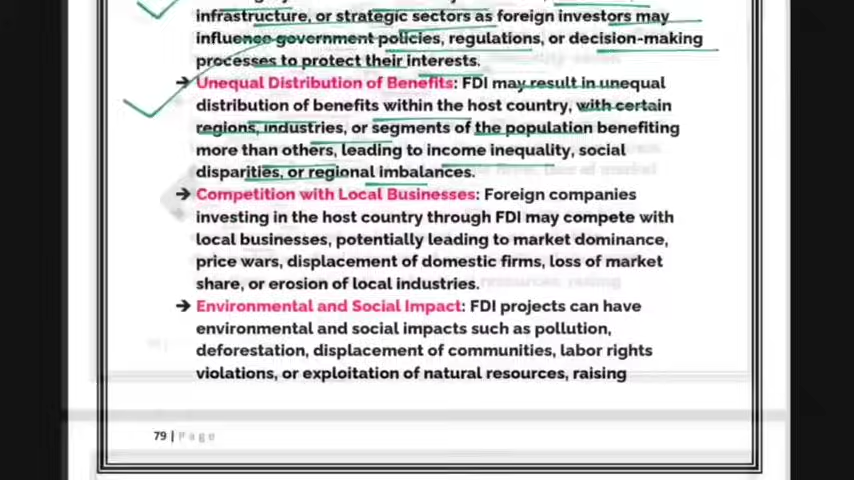 infrastructure, or strategic sectors as foreign investors may
influence government policies, regulations, or decision-making
processes to protect their interests.
➔ Unequal Distribution of Benefits: FDI may result in unequal
distribution of benefits within the host country, with certain
regions, industries, or segments of the population benefiting
more than others, leading to income inequality, social
disparities, or regional imbalances.
➔ Competition with Local Businesses: Foreign companies
investing in the host country through FDI may compete with
local businesses, potentially leading to market dominance,
price wars, displacement of domestic firms, loss of market
share, or erosion of local industries.
➔ Environmental and Social Impact: FDI projects can have
environmental and social impacts such as pollution,
deforestation, displacement of communities, labor rights
violations, or exploitation of natural resources, raising
79 | Page